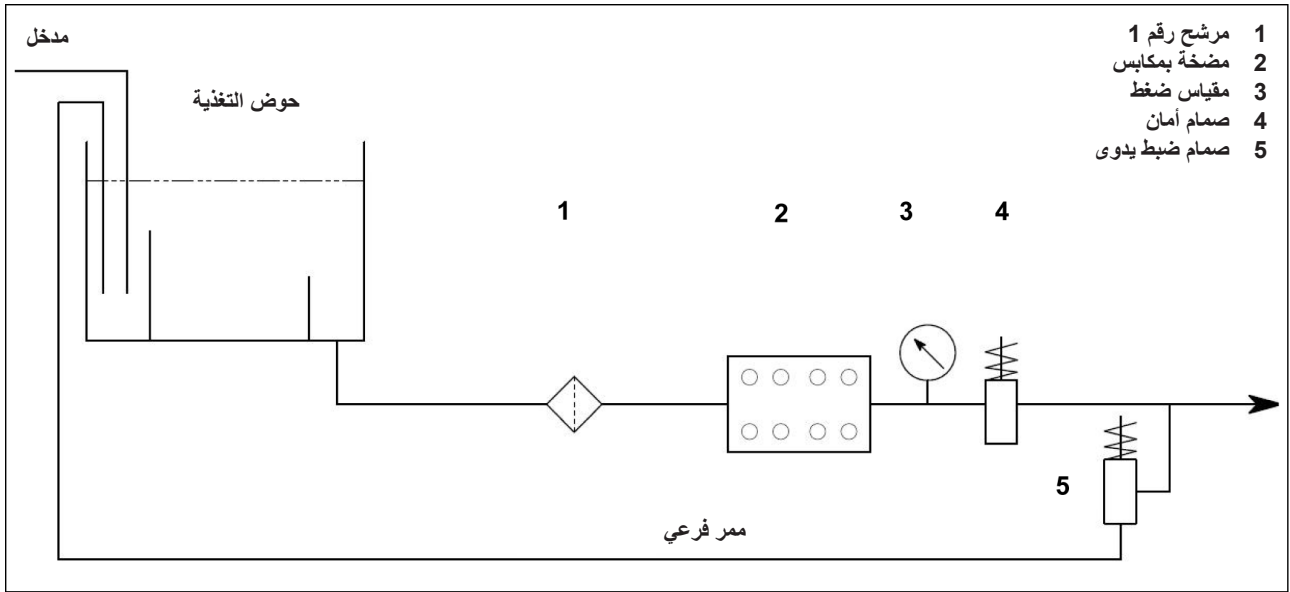 مدخل
حوض التغذية
1 مرشح رقم 1
2 مضخة بمكابس
3 مقياس ضغط
4 صمام أمان
5 صمام ضبط يدوى
1
2
3
4
5
ممر فرعي